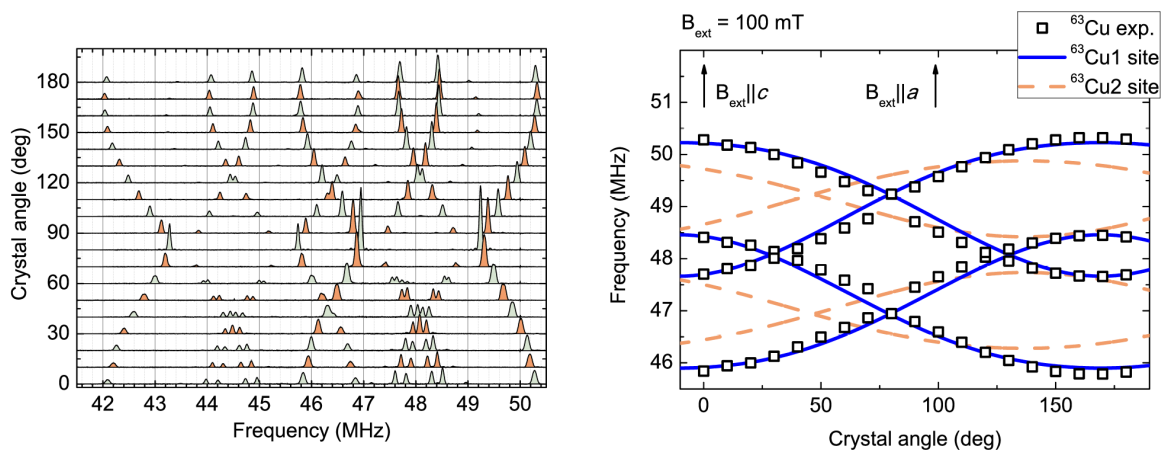 Crystal angle (deg)
180
150
120
90
60
30
0
42 43 44 45 46 47 48 49 50
Frequency (MHz)
B_ext = 100 mT
⁶³Cu exp.
⁶³Cu1 site
⁶³Cu2 site
B_ext||c
B_ext||a
Frequency (MHz)
51
50
49
48
47
46
0 50 100 150
Crystal angle (deg)